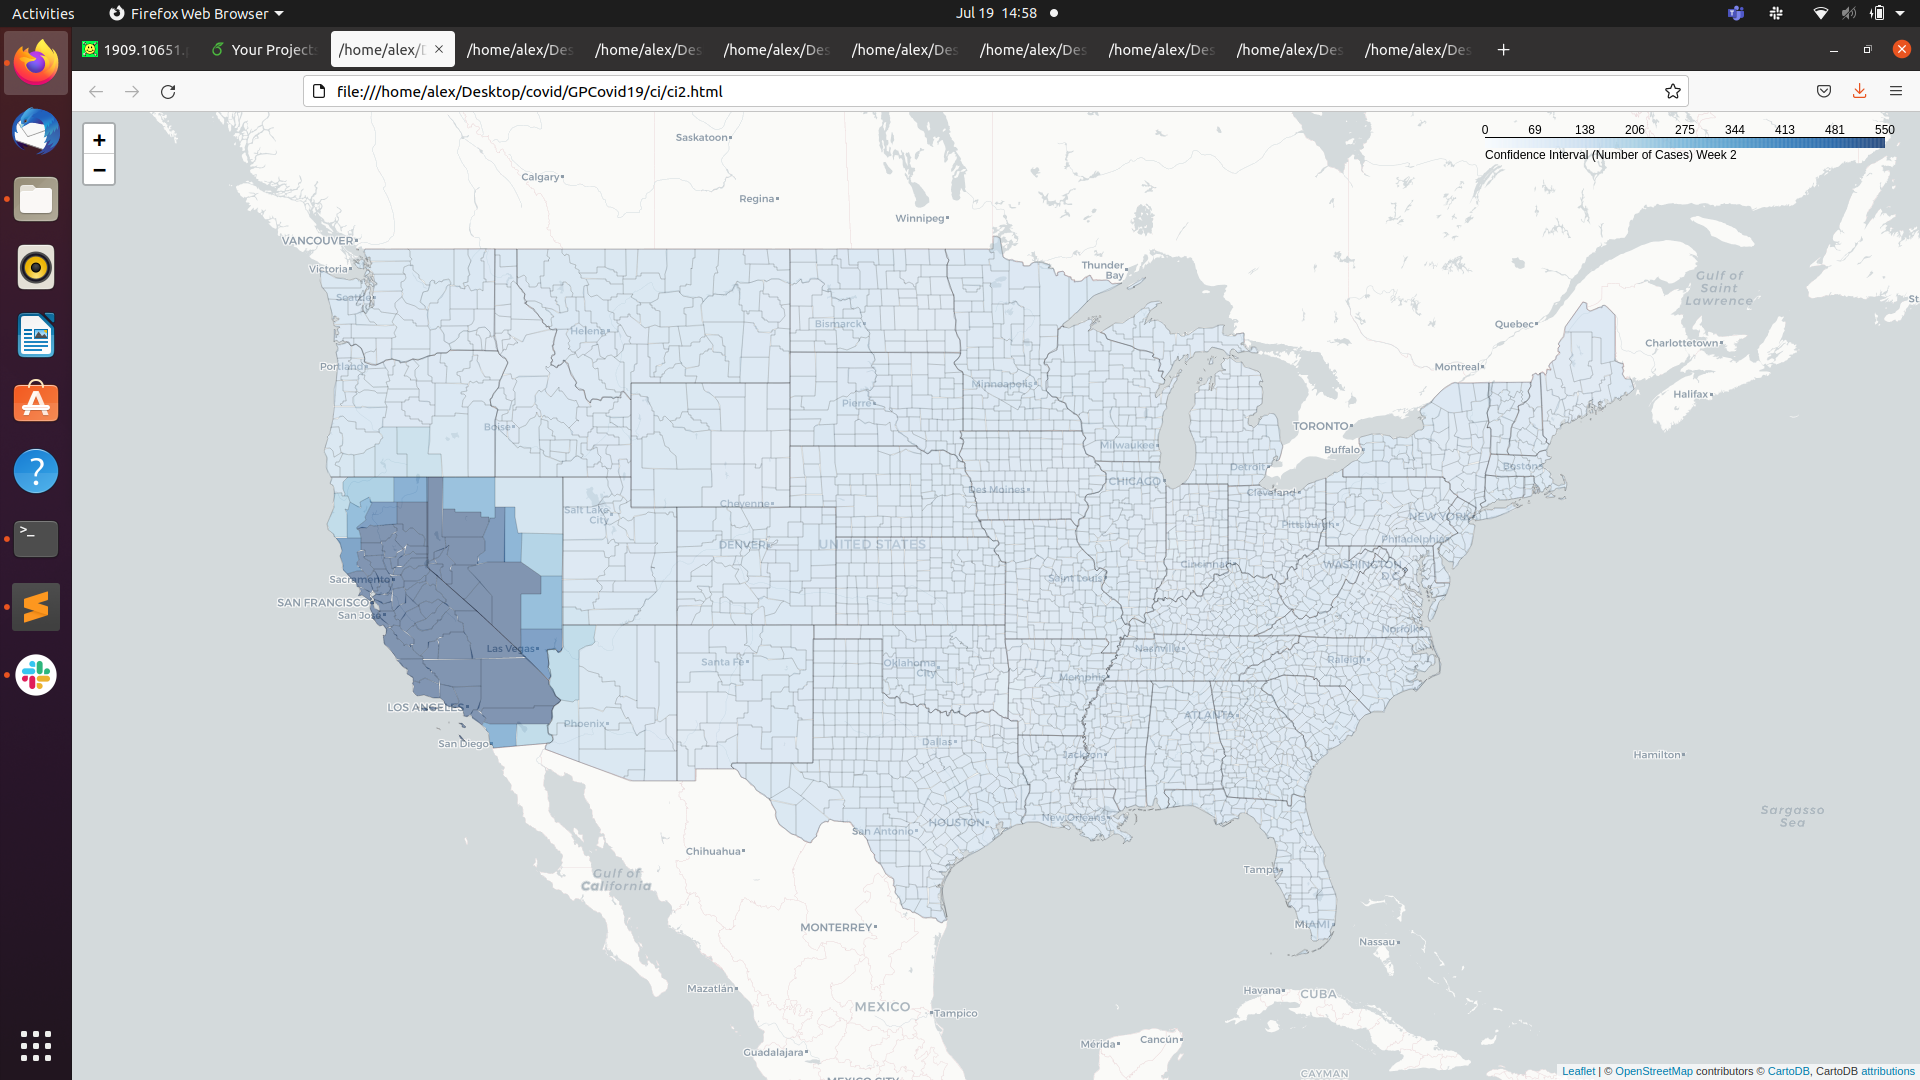 Activities
Firefox Web Browser
Jul 19 14:58
1909.10651.
Your Projects
/home/alex/D
/home/alex/Des
/home/alex/Des
/home/alex/Des
/home/alex/Des
/home/alex/Des
/home/alex/Des
/home/alex/Des
/home/alex/Des
file:///home/alex/Desktop/covid/GPCovid19/ci/ci2.html
+
−
0 69 138 206 275 344 413 481 550
Confidence Interval (Number of Cases) Week 2
Saskatoon
Calgary
Regina
Winnipeg
VANCOUVER
Victoria
Seattle
Thunder
Bay
Gulf of
Saint
Lawrence
St
Helena
Bismarck
Quebec
Charlottetown
Portland
Montreal
Minneapolis
Halifax
Pierre
Boise
TORONTO
Milwaukee
Buffalo
Detroit
Boston
CHICAGO
Des Moines
Cleveland
Cheyenne
Salt Lake
City
Pittsburgh
NEW YORK
Philadelphia
DENVER
UNITED STATES
Cincinnati
WASHINGTON
D.C.
Sacramento
Saint Louis
SAN FRANCISCO
San Jose
Norfolk
Las Vegas
Nashville
Santa Fe
Oklahoma
City
Raleigh
Memphis
LOS ANGELES
Phoenix
ATLANTA
San Diego
Dallas
Jackson
Hamilton
Sargasso
Sea
New Orleans
HOUSTON
San Antonio
Chihuahua
Tampa
Gulf of
California
MONTERREY
MIAMI
Nassau
Mazatlán
Havana
CUBA
MEXICO
Tampico
Mérida
Cancún
Guadalajara
MEXICO CITY
CAYMAN
Leaflet | © OpenStreetMap contributors © CartoDB, CartoDB attributions